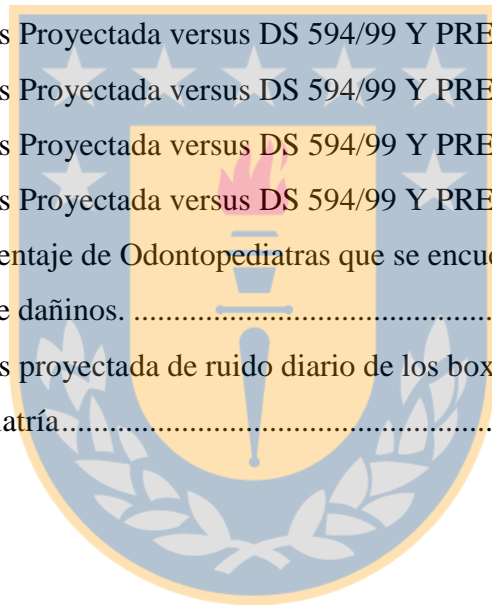 s Proyectada versus DS 594/99 Y PRE
s Proyectada versus DS 594/99 Y PRE
s Proyectada versus DS 594/99 Y PRE
s Proyectada versus DS 594/99 Y PRE
entaje de Odontopediatras que se encue
e dañinos. ...........................................
s proyectada de ruido diario de los box
atría.......................................................